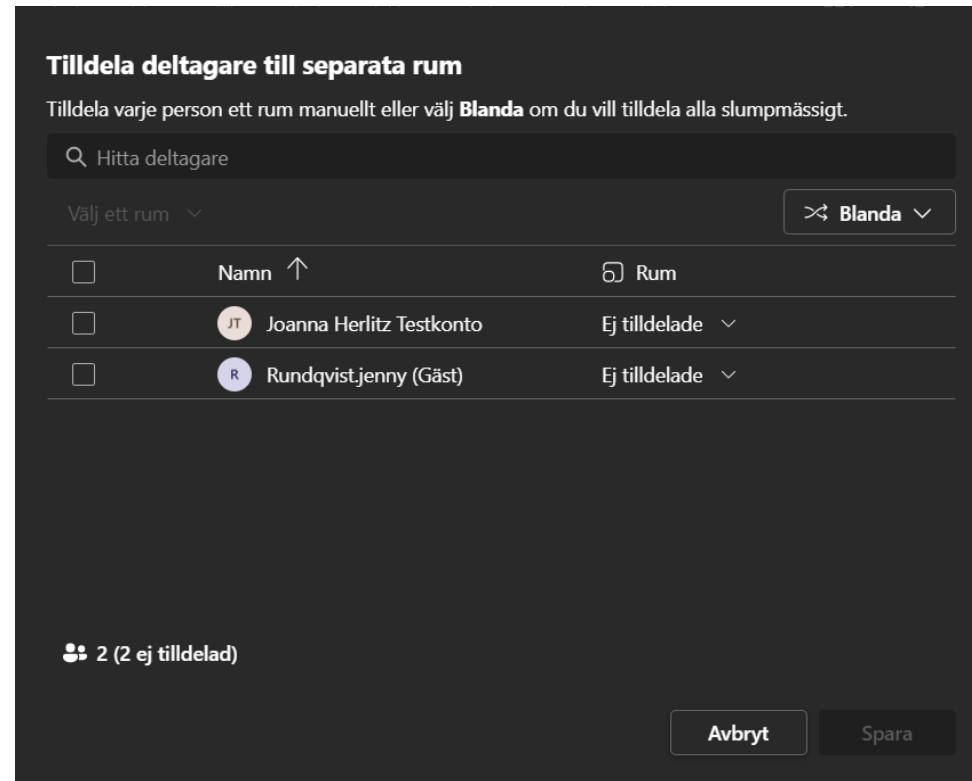 Tilldela deltagare till separata rum
Tilldela varje person ett rum manuellt eller välj Blanda om du vill tilldela alla slumpmässigt.
Hitta deltagare
Välj ett rum
Blanda
Namn Rum
JT Joanna Herlitz Testkonto Ej tilldelade
R Rundqvist.jenny (Gäst) Ej tilldelade
2 (2 ej tilldelad)
Avbryt Spara